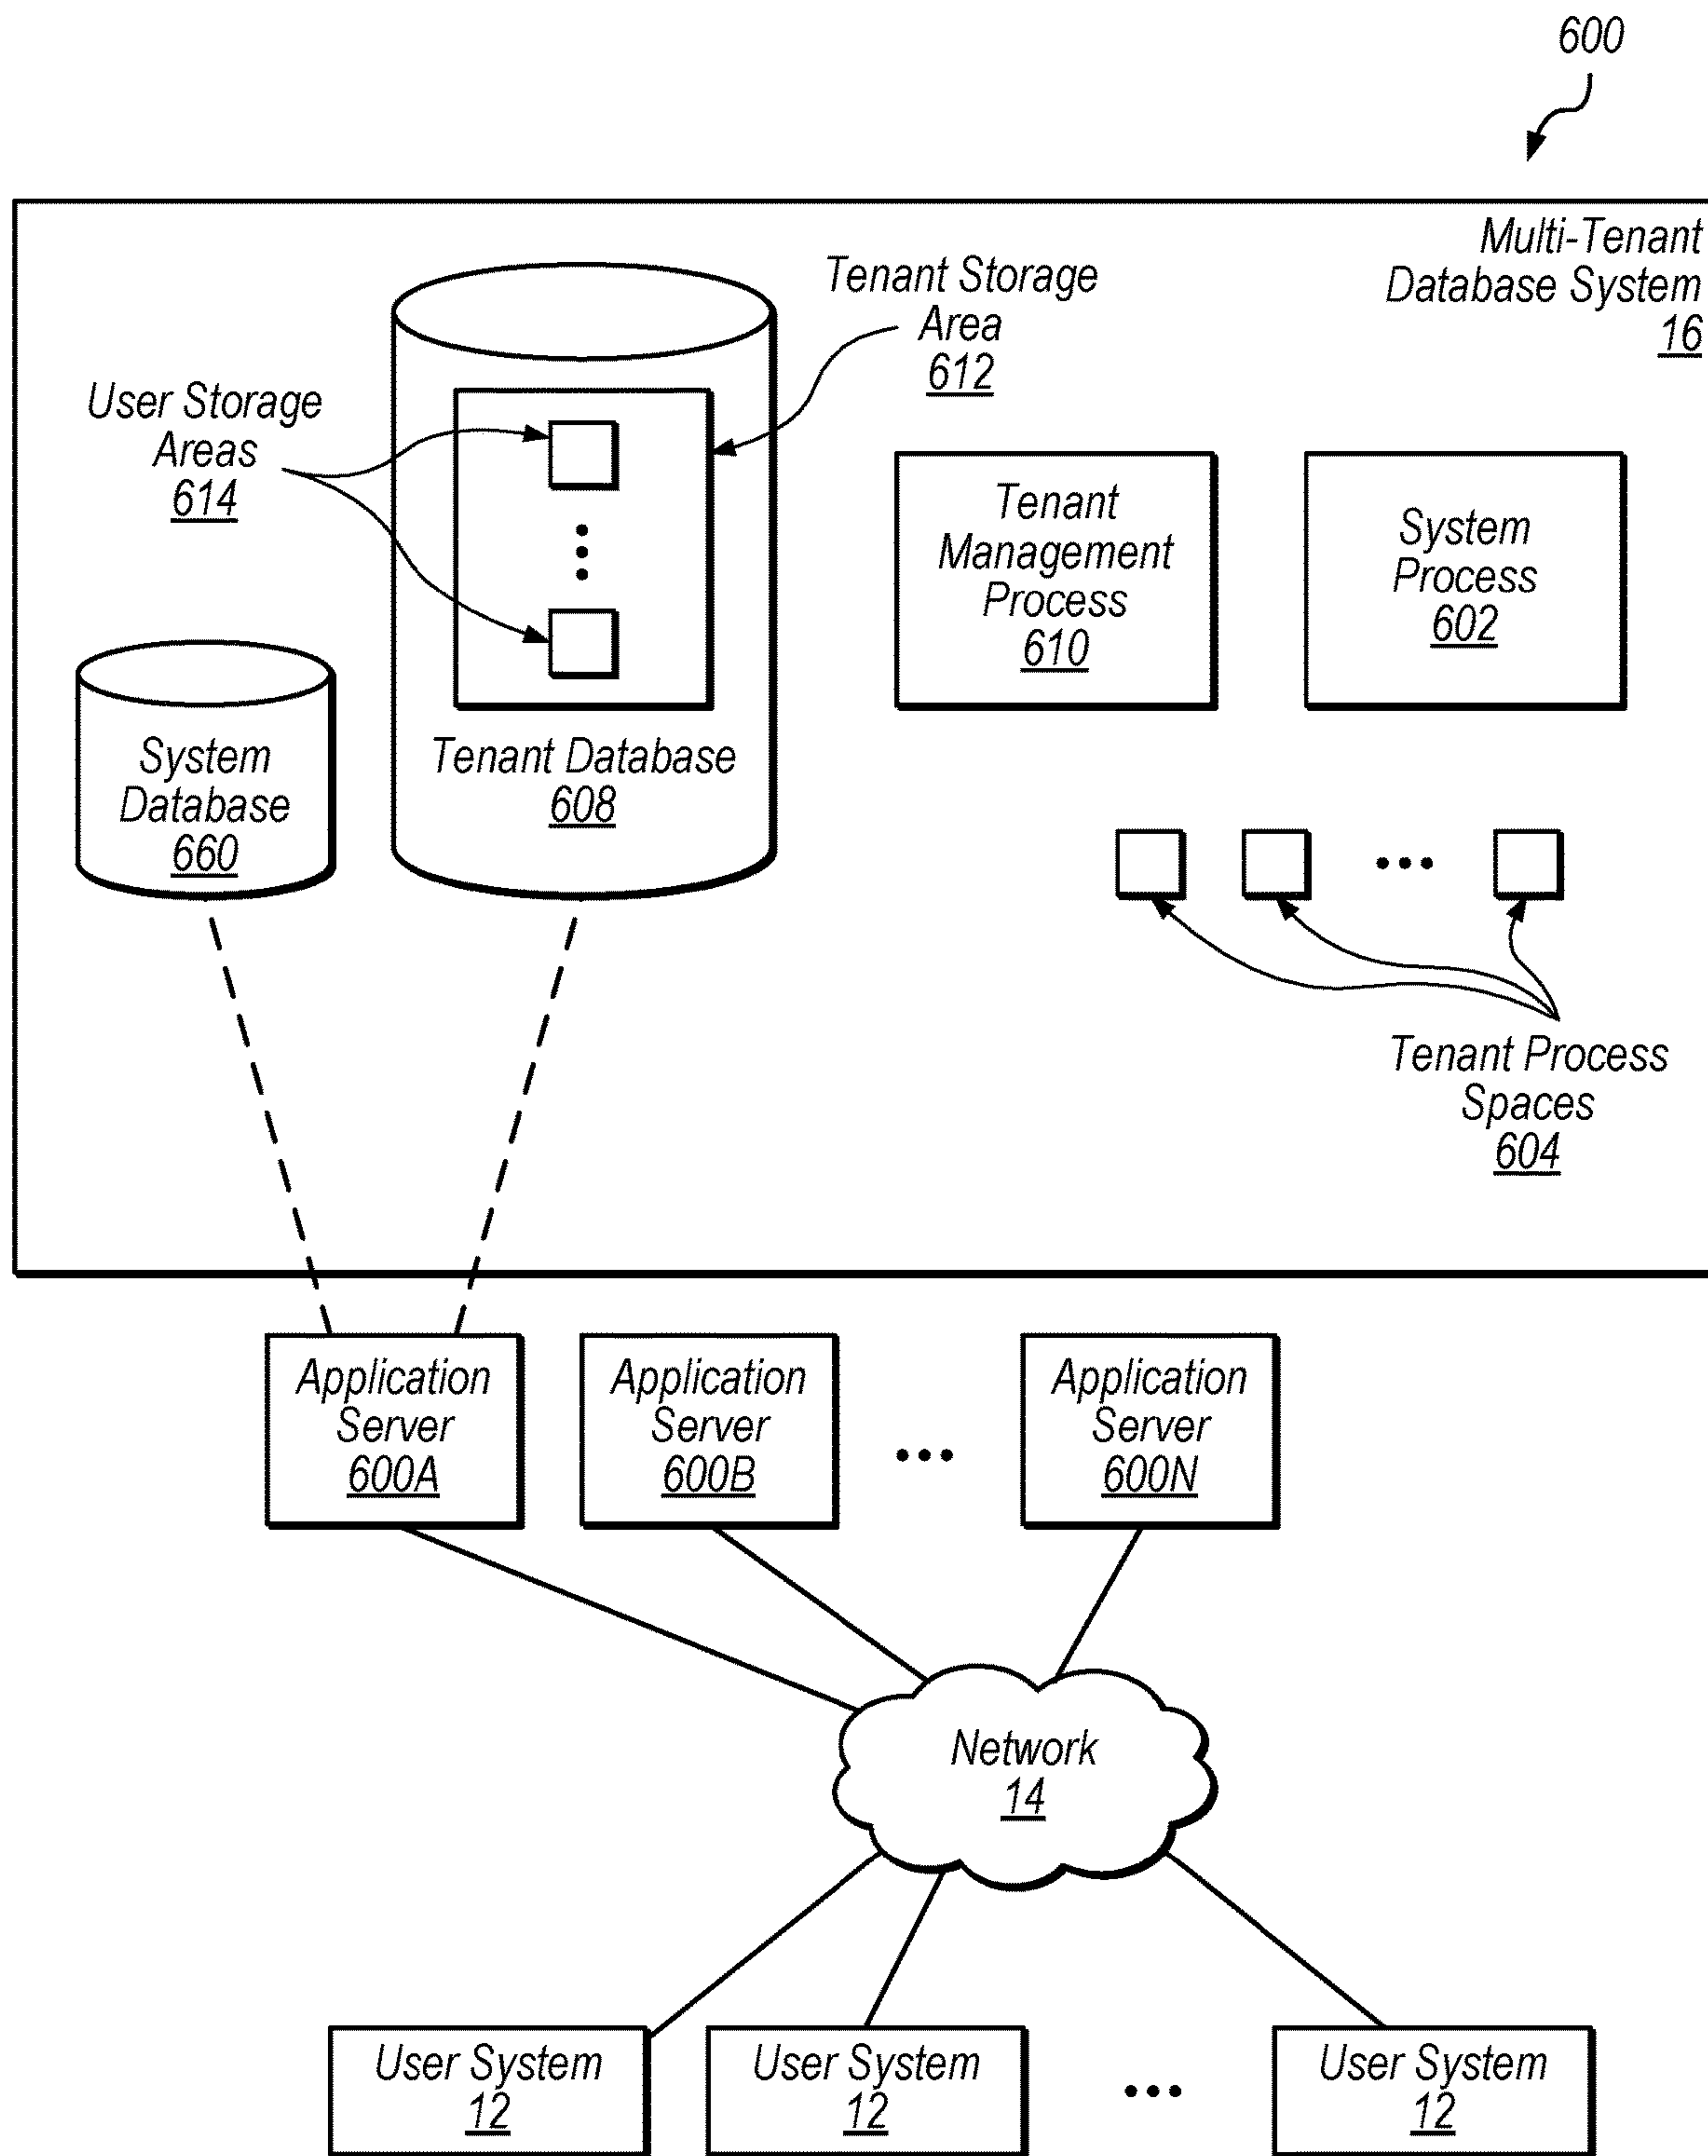 600
Multi-Tenant
Database System
16
Tenant Storage
Area
612
User Storage
Areas
614
Tenant
Management
Process
610
System
Process
602
System
Database
660
Tenant Database
608
Tenant Process
Spaces
604
Application
Server
600A
Application
Server
600B
Application
Server
600N
Network
14
User System
12
User System
12
User System
12